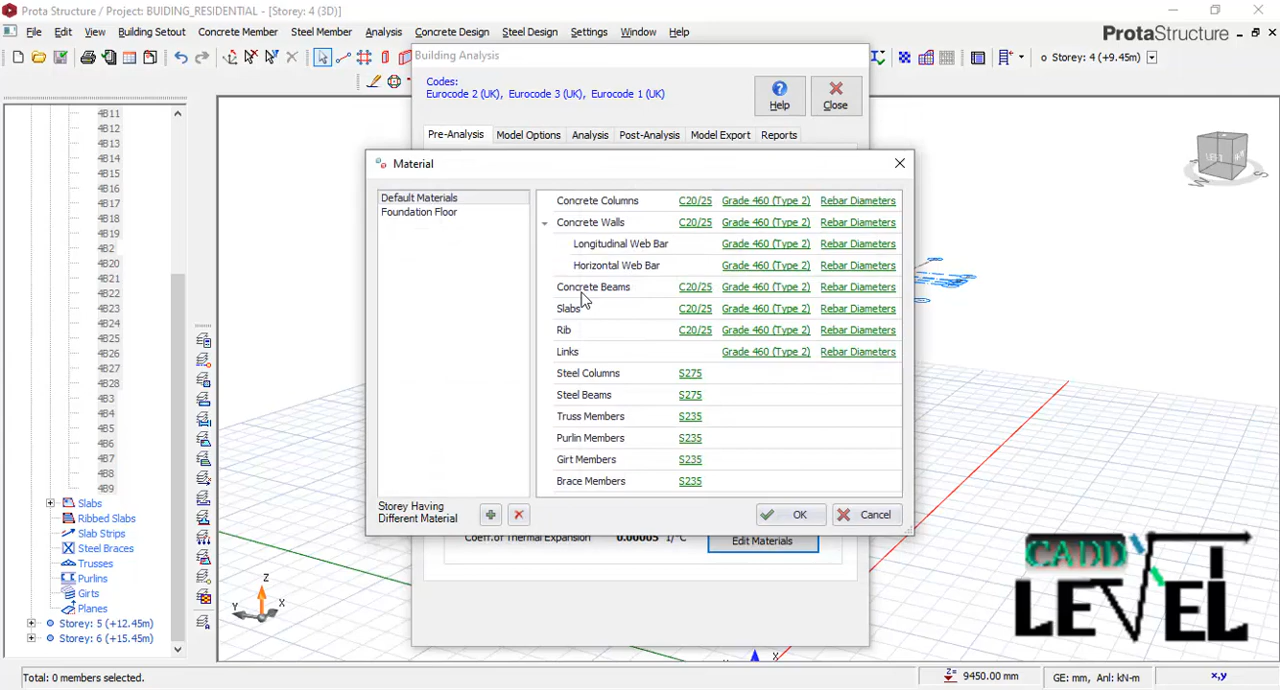 Prota Structure / Project: BUIDING_RESIDENTIAL - [Storey: 4 (3D)]
File Edit View Building Setout Concrete Member Steel Member Analysis Concrete Design Steel Design Settings Window Help
ProtaStructure
Storey: 4 (+9.45m)
Building Analysis
Codes:
Eurocode 2 (UK), Eurocode 3 (UK), Eurocode 1 (UK)
Help
Close
Pre-Analysis Model Options Analysis Post-Analysis Model Export Reports
Material
Default Materials
Foundation Floor
Concrete Columns C20/25 Grade 460 (Type 2) Rebar Diameters
Concrete Walls C20/25 Grade 460 (Type 2) Rebar Diameters
Longitudinal Web Bar Grade 460 (Type 2) Rebar Diameters
Horizontal Web Bar Grade 460 (Type 2) Rebar Diameters
Concrete Beams C20/25 Grade 460 (Type 2) Rebar Diameters
Slabs C20/25 Grade 460 (Type 2) Rebar Diameters
Rib C20/25 Grade 460 (Type 2) Rebar Diameters
Links Grade 460 (Type 2) Rebar Diameters
Steel Columns S275
Steel Beams S275
Truss Members S235
Purlin Members S235
Girt Members S235
Brace Members S235
Storey Having
Different Material
OK
Cancel
Coeff.of Thermal Expansion 0.00005 1/°C
Edit Materials
4B11
4B12
4B13
4B14
4B15
4B16
4B17
4B18
4B19
4B2
4B20
4B21
4B22
4B23
4B24
4B25
4B26
4B27
4B28
4B3
4B4
4B5
4B6
4B7
4B8
4B9
Slabs
Ribbed Slabs
Slab Strips
Steel Braces
Trusses
Purlins
Girts
Planes
Storey: 5 (+12.45m)
Storey: 6 (+15.45m)
W
S
Z
Y
X
X
CADD
LEVEL
Total: 0 members selected.
Z= 9450.00 mm
GE: mm, Anl: kN-m
x,y